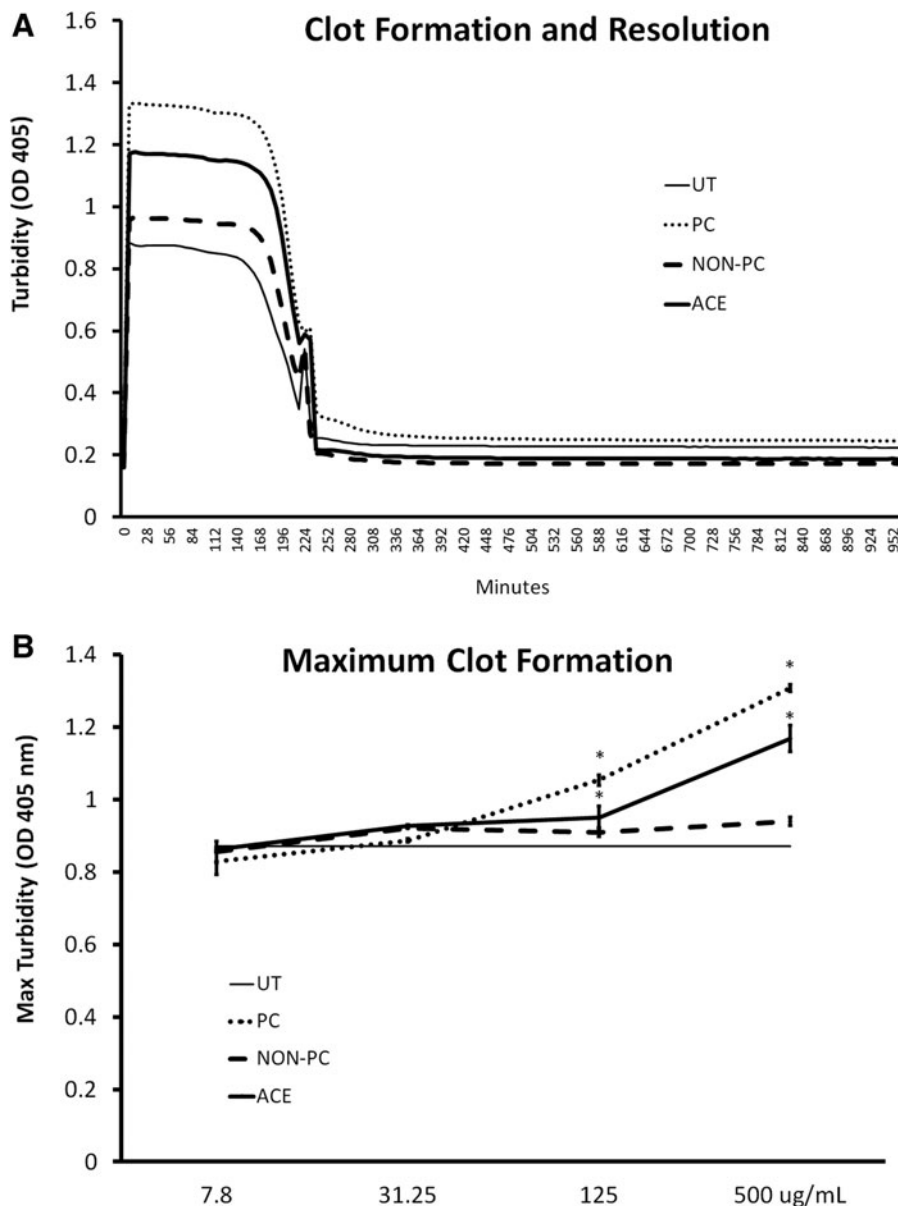 A
Clot Formation and Resolution
Turbidity (OD 405)
1.6
1.4
1.2
1
0.8
0.6
0.4
0.2
0
UT
PC
NON-PC
ACE
0 28 56 84 112 140 168 196 224 252 280 308 336 364 392 420 448 476 504 532 560 588 616 644 672 700 728 756 784 812 840 868 896 924 952
Minutes
B
Maximum Clot Formation
Max Turbidity (OD 405 nm)
1.4
1.2
1
0.8
0.6
0.4
0.2
0
*
*
*
*
UT
PC
NON-PC
ACE
7.8 31.25 125 500 ug/mL